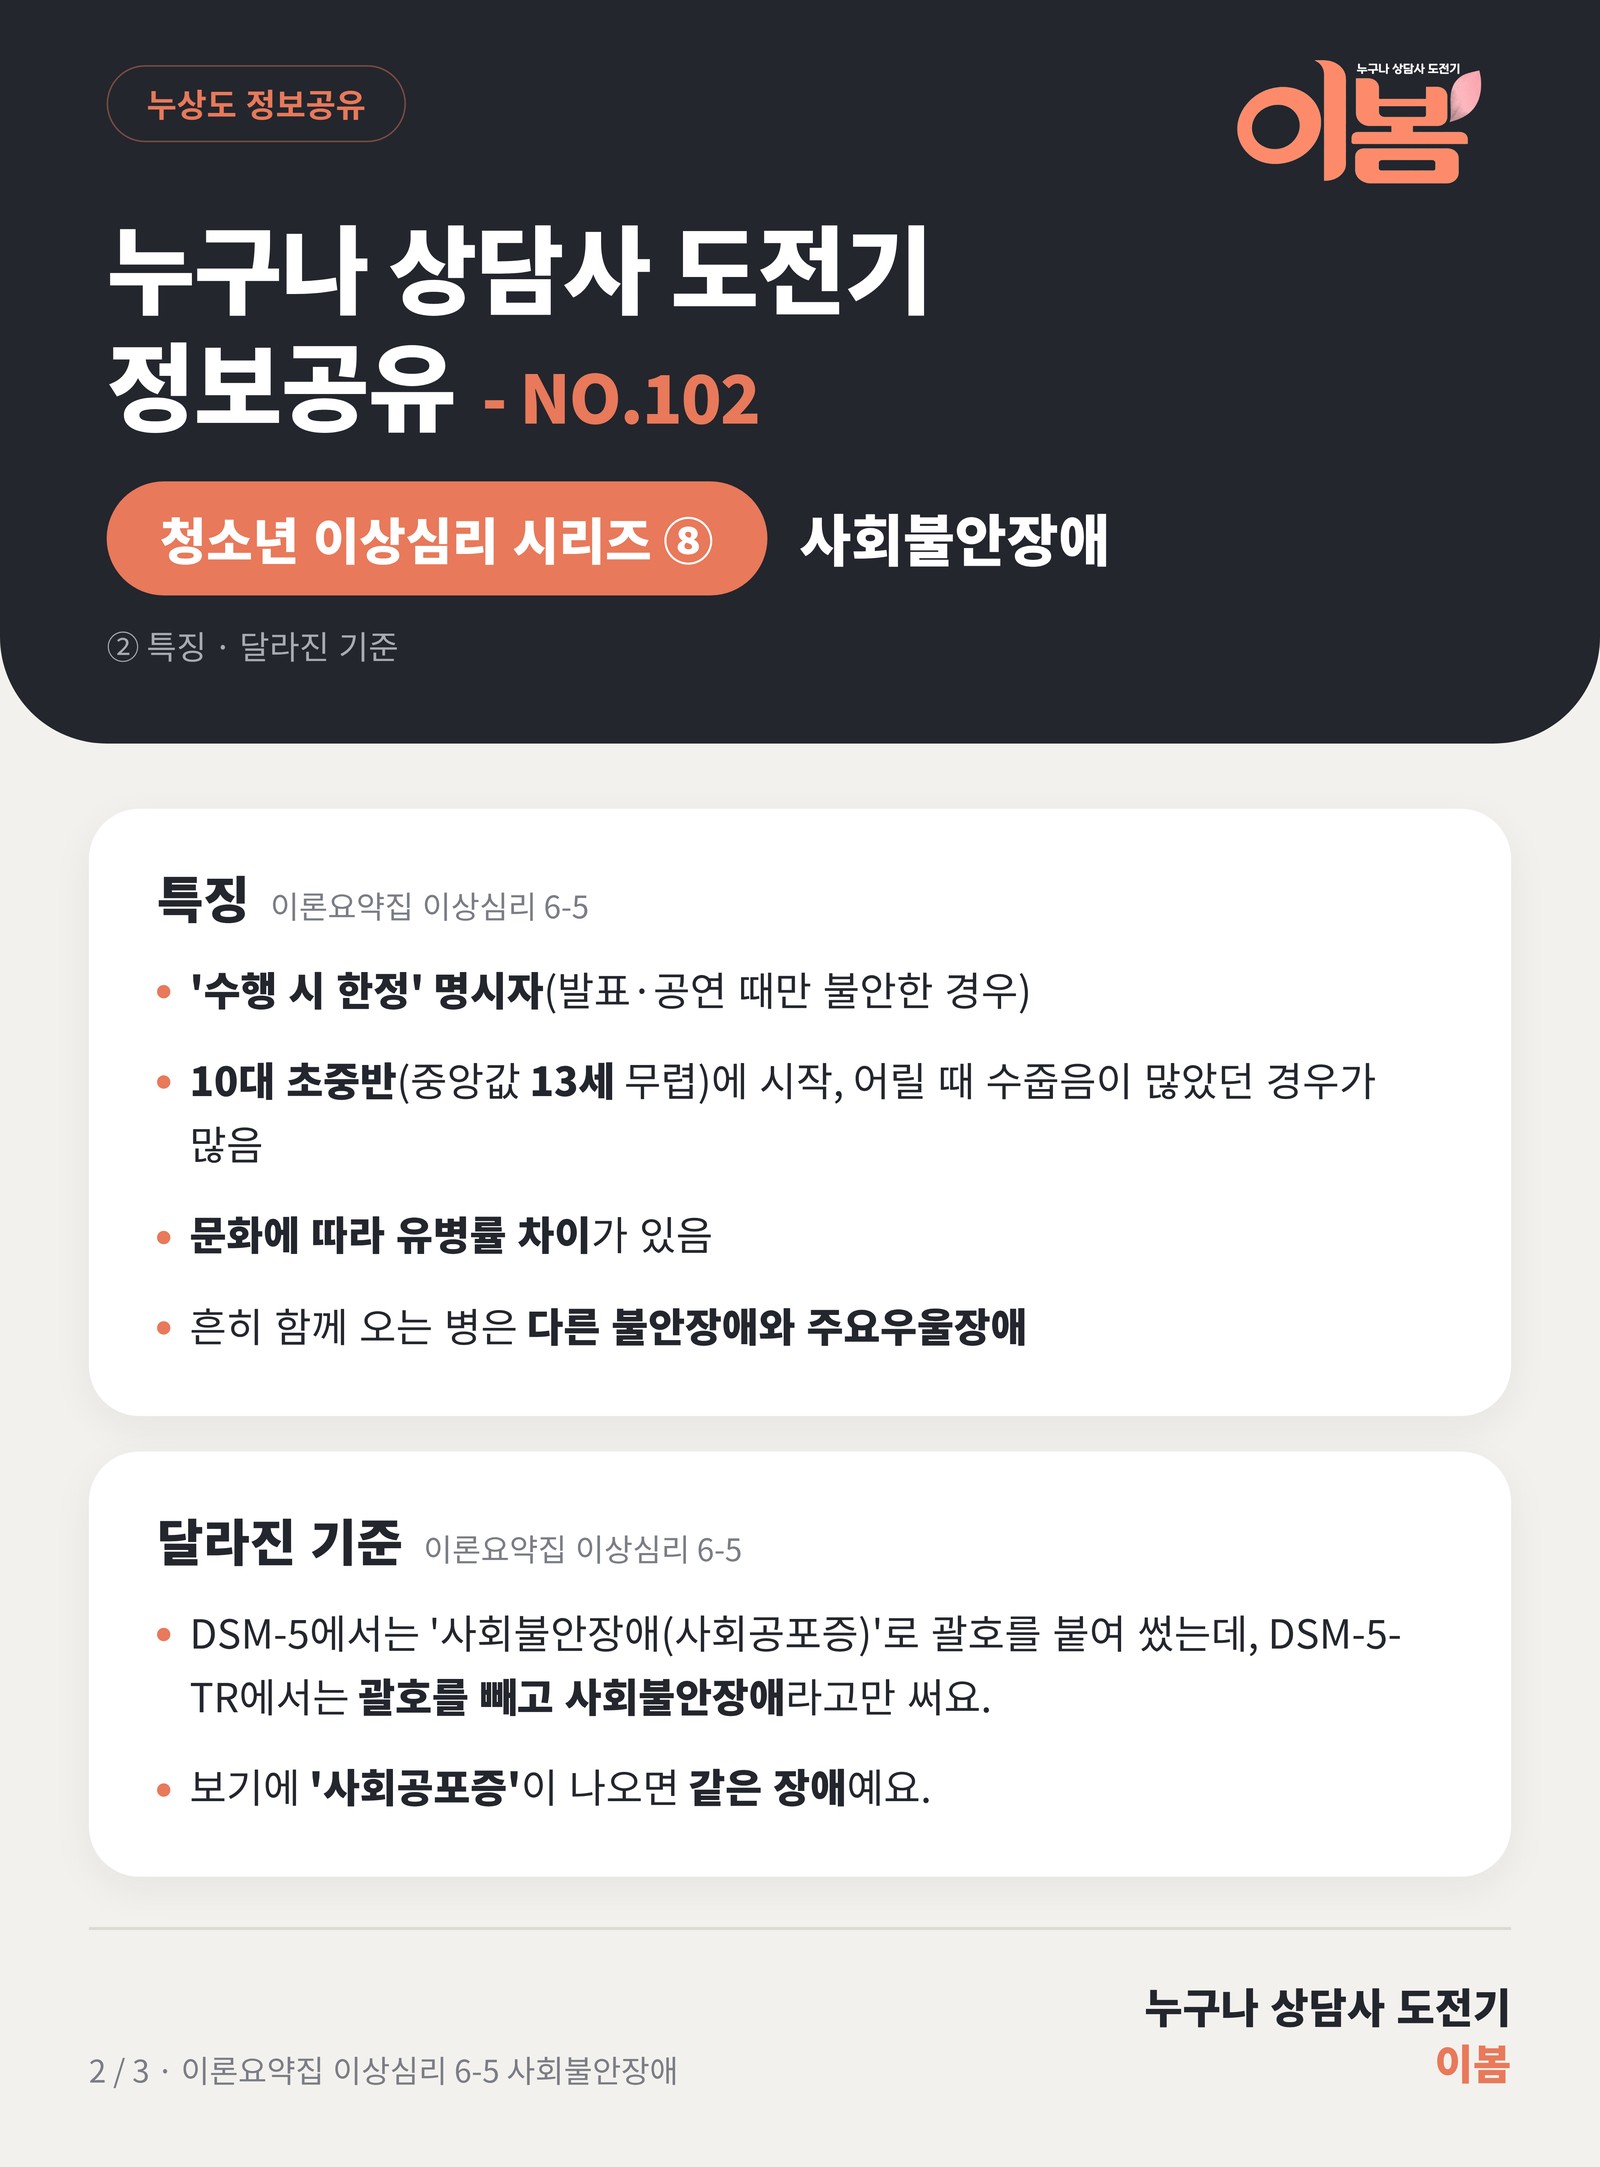 누상도 정보공유
누구나 상담사 도전기
이봄
누구나 상담사 도전기
정보공유 - NO.102
청소년 이상심리 시리즈 ⑧ 사회불안장애
② 특징 · 달라진 기준
특징 이론요약집 이상심리 6-5
• '수행 시 한정' 명시자(발표·공연 때만 불안한 경우)
• 10대 초중반(중앙값 13세 무렵)에 시작, 어릴 때 수줍음이 많았던 경우가
많음
• 문화에 따라 유병률 차이가 있음
• 흔히 함께 오는 병은 다른 불안장애와 주요우울장애
달라진 기준 이론요약집 이상심리 6-5
• DSM-5에서는 '사회불안장애(사회공포증)'로 괄호를 붙여 썼는데, DSM-5-
TR에서는 괄호를 빼고 사회불안장애라고만 써요.
• 보기에 '사회공포증'이 나오면 같은 장애예요.
누구나 상담사 도전기
2 / 3 · 이론요약집 이상심리 6-5 사회불안장애
이봄